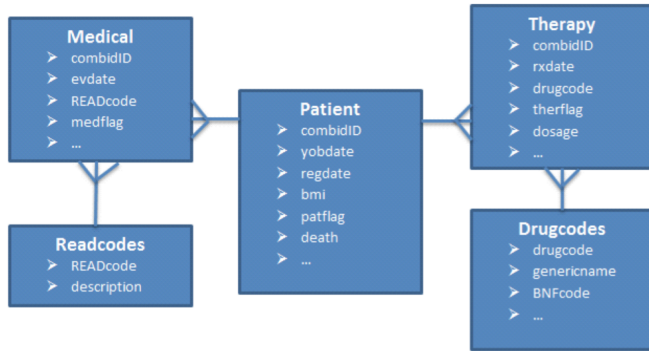 Medical
combidID
evdate
READcode
medflag
...
Readcodes
READcode
description
Patient
combidID
yobdate
regdate
bmi
patflag
death
...
Therapy
combidID
rxdate
drugcode
therflag
dosage
...
Drugcodes
drugcode
genericname
BNFcode
...